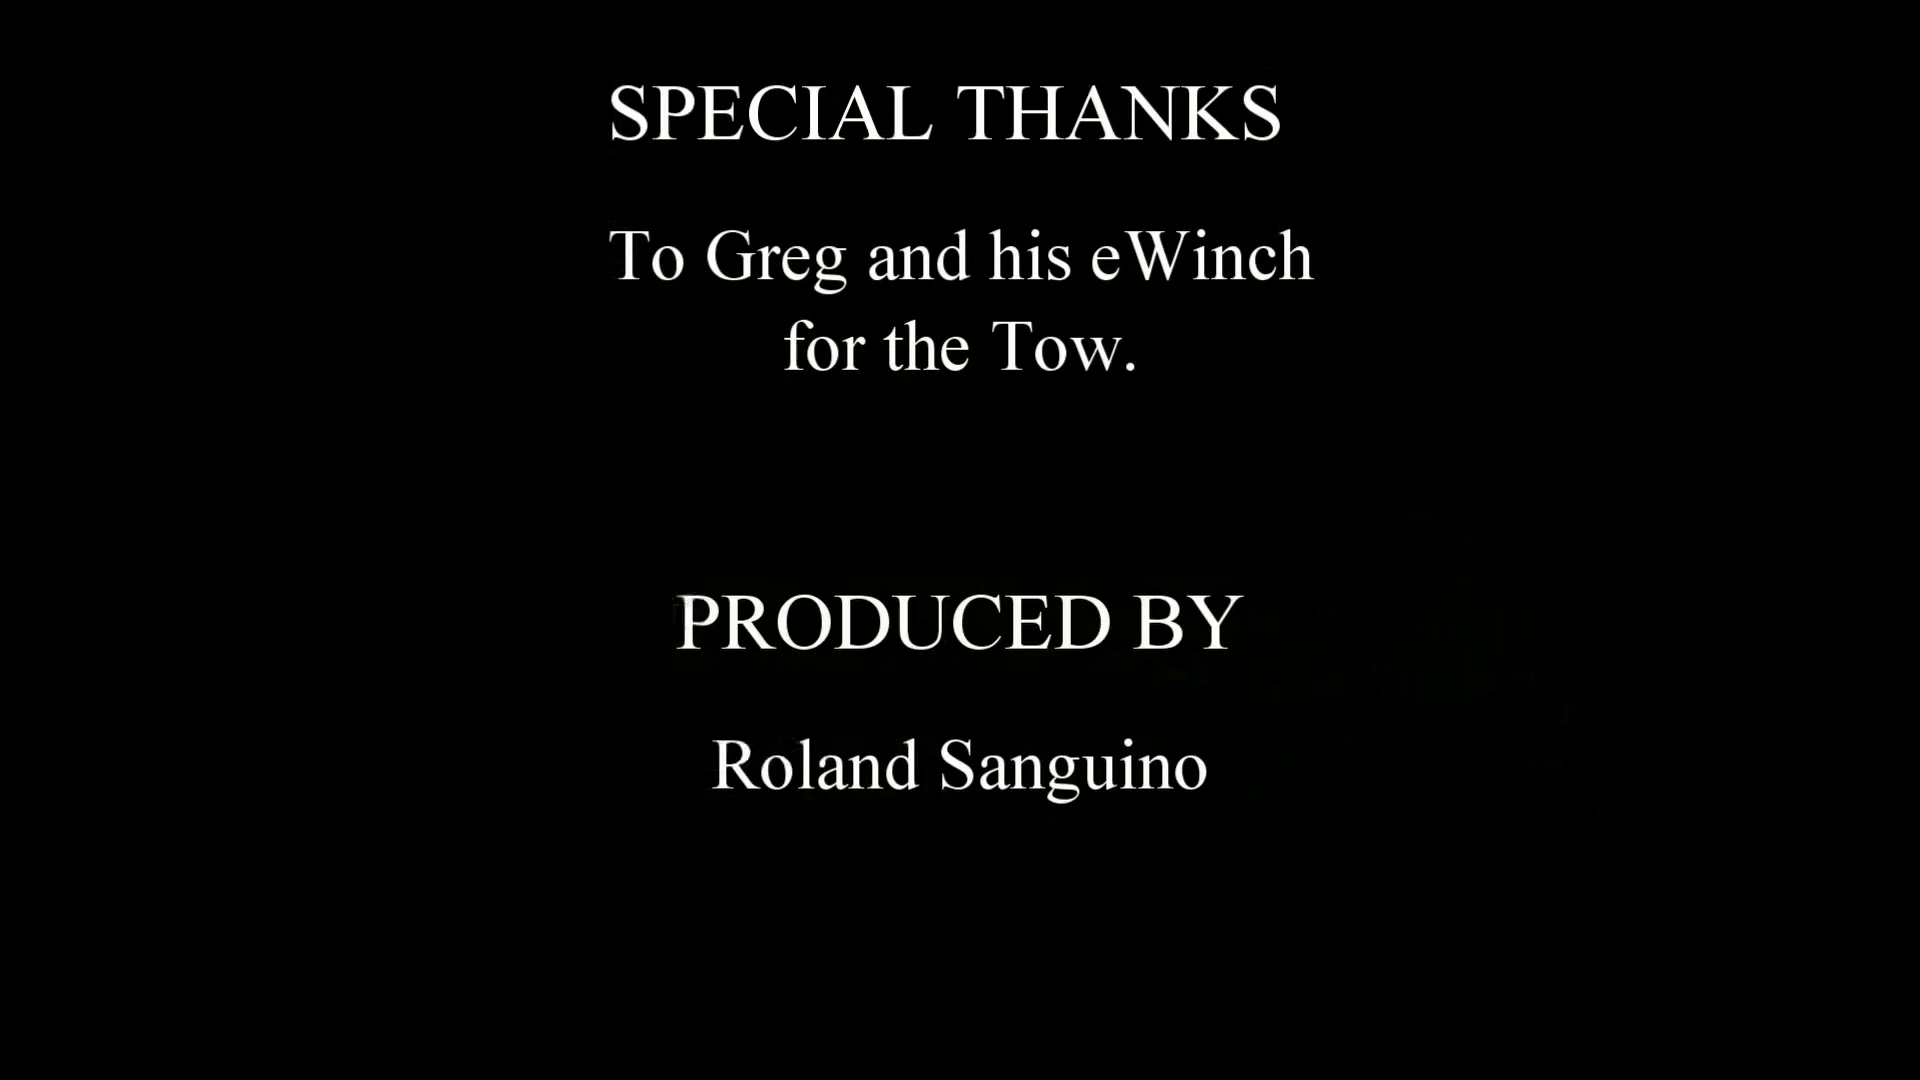 SPECIAL THANKS
To Greg and his eWinch
for the Tow.
PRODUCED BY
Roland Sanguino